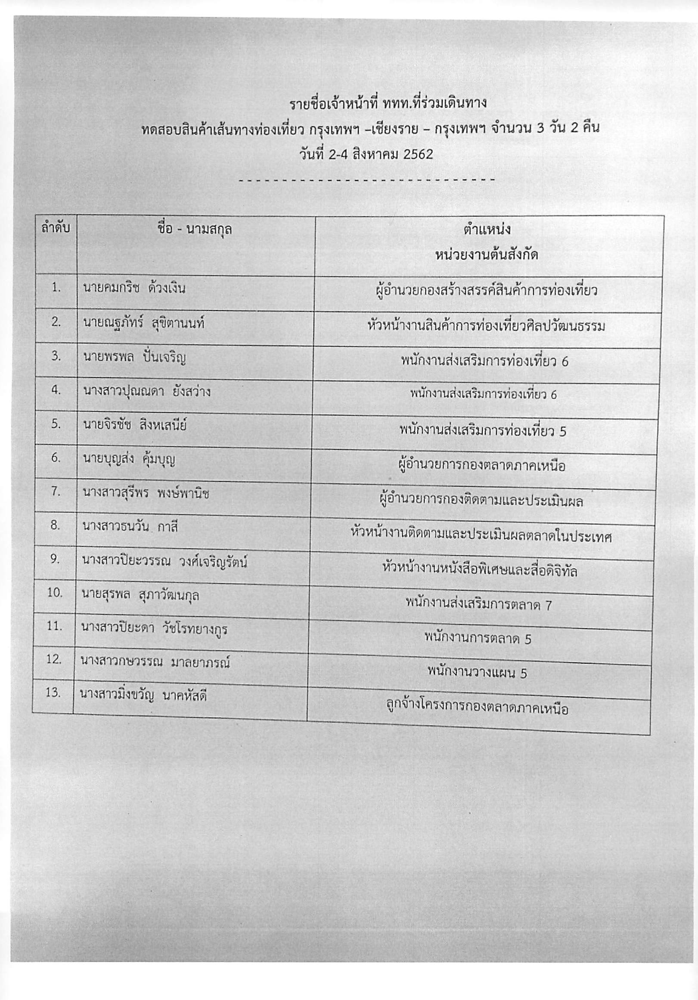 รายชื่อเจ้าหน้าที่ ททท.ที่ร่วมเดินทาง
ทดสอบสินค้าเส้นทางท่องเที่ยว กรุงเทพฯ –เชียงราย – กรุงเทพฯ จำนวน 3 วัน 2 คืน
วันที่ 2-4 สิงหาคม 2562
- - - - - - - - - - - - - - - - - - - - - - - - - - - - - -
ลำดับ ชื่อ - นามสกุล ตำแหน่ง
หน่วยงานต้นสังกัด
1. นายคมกริช ด้วงเงิน ผู้อำนวยกองสร้างสรรค์สินค้าการท่องเที่ยว
2. นายณฐภัทร์ สุขิตานนท์ หัวหน้างานสินค้าการท่องเที่ยวศิลปวัฒนธรรม
3. นายพรพล ปั่นเจริญ พนักงานส่งเสริมการท่องเที่ยว 6
4. นางสาวปุณณดา ยังสว่าง พนักงานส่งเสริมการท่องเที่ยว 6
5. นายจิรชัช สิงหเสนีย์ พนักงานส่งเสริมการท่องเที่ยว 5
6. นายบุญส่ง คุ้มบุญ ผู้อำนวยการกองตลาดภาคเหนือ
7. นางสาวสุรีพร พงษ์พานิช ผู้อำนวยการกองติดตามและประเมินผล
8. นางสาวธนวัน กาสี หัวหน้างานติดตามและประเมินผลตลาดในประเทศ
9. นางสาวปิยะวรรณ วงศ์เจริญรัตน์ หัวหน้างานหนังสือพิเศษและสื่อดิจิทัล
10. นายสุรพล สุภาวัฒนกุล พนักงานส่งเสริมการตลาด 7
11. นางสาวปิยะดา วัชโรทยางกูร พนักงานการตลาด 5
12. นางสาวกษวรรณ มาลยาภรณ์ พนักงานวางแผน 5
13. นางสาวมิ่งขวัญ นาคหัสดี ลูกจ้างโครงการกองตลาดภาคเหนือ